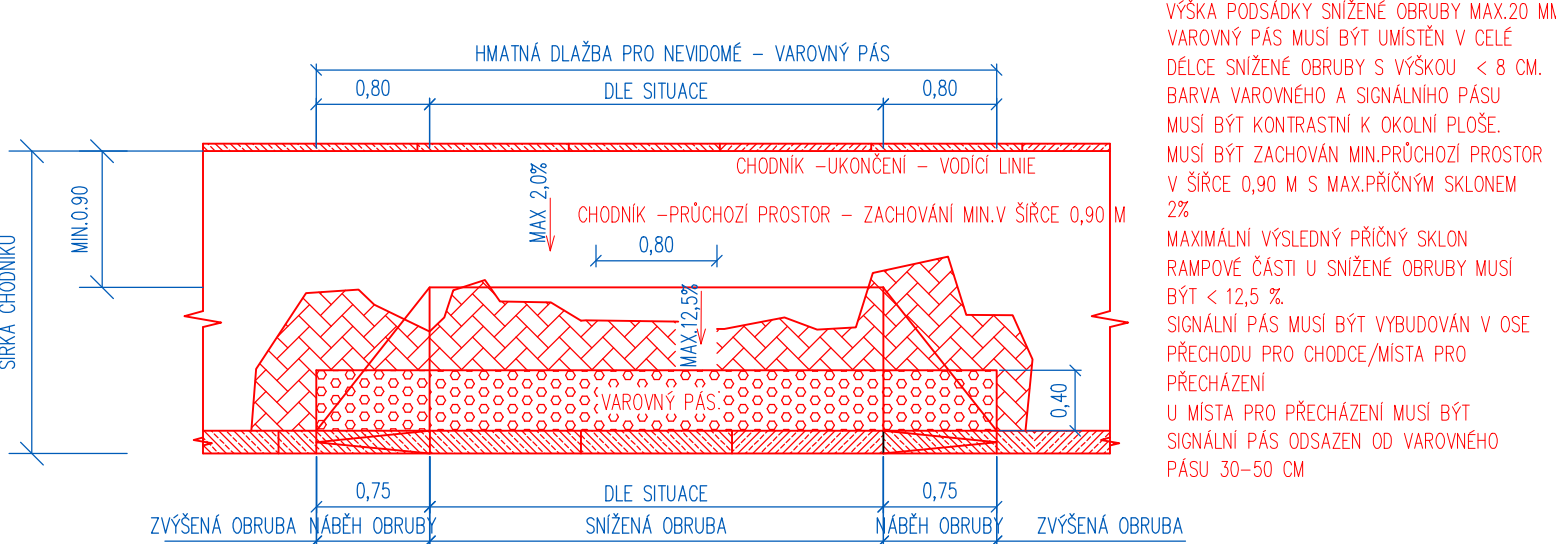 HMATNÁ DLAŽBA PRO NEVIDOMÉ – VAROVNÝ PÁS
0,80
DLE SITUACE
0,80
CHODNÍK –UKONČENÍ – VODÍCÍ LINIE
MAX 2,0%
MIN.0.90
CHODNÍK –PRŮCHOZÍ PROSTOR – ZACHOVÁNÍ MIN.V ŠÍŘCE 0,90 M
0,80
ŠÍŘKA CHODNÍKU
MAX.12,5%
VAROVNÝ PÁS
0,40
0,75
DLE SITUACE
0,75
ZVÝŠENÁ OBRUBA
NÁBĚH OBRUBY
SNÍŽENÁ OBRUBA
NÁBĚH OBRUBY
ZVÝŠENÁ OBRUBA
VÝŠKA PODSÁDKY SNÍŽENÉ OBRUBY MAX.20 MM
VAROVNÝ PÁS MUSÍ BÝT UMÍSTĚN V CELÉ
DÉLCE SNÍŽENÉ OBRUBY S VÝŠKOU < 8 CM.
BARVA VAROVNÉHO A SIGNÁLNÍHO PÁSU
MUSÍ BÝT KONTRASTNÍ K OKOLNÍ PLOŠE.
MUSÍ BÝT ZACHOVÁN MIN.PRŮCHOZÍ PROSTOR
V ŠÍŘCE 0,90 M S MAX.PŘÍČNÝM SKLONEM
2%
MAXIMÁLNÍ VÝSLEDNÝ PŘÍČNÝ SKLON
RAMPOVÉ ČÁSTI U SNÍŽENÉ OBRUBY MUSÍ
BÝT < 12,5 %.
SIGNÁLNÍ PÁS MUSÍ BÝT VYBUDOVÁN V OSE
PŘECHODU PRO CHODCE/MÍSTA PRO
PŘECHÁZENÍ
U MÍSTA PRO PŘECHÁZENÍ MUSÍ BÝT
SIGNÁLNÍ PÁS ODSAZEN OD VAROVNÉHO
PÁSU 30–50 CM